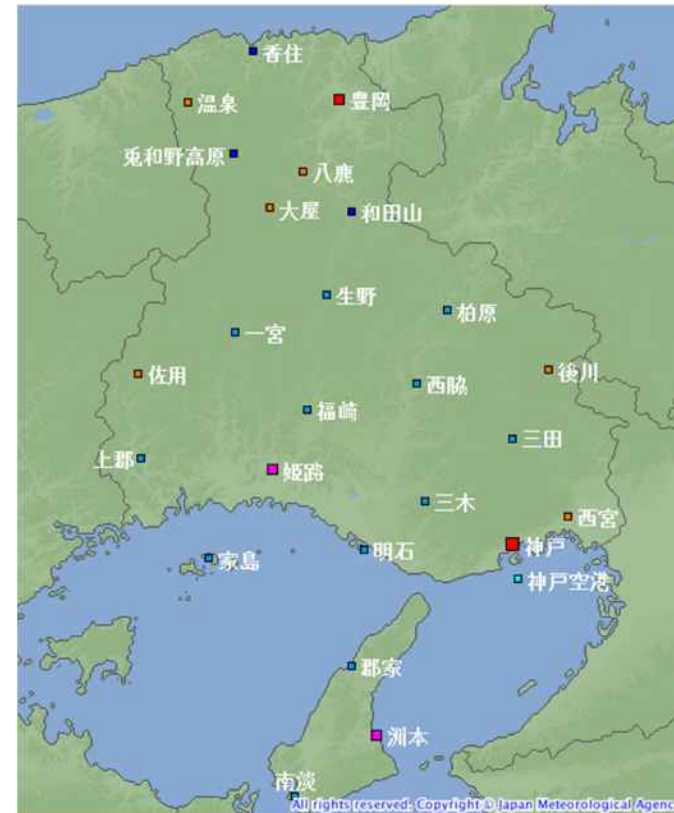 香住
温泉
豊岡
兎和野高原
八鹿
大屋
和田山
生野
柏原
一宮
佐用
後川
西脇
福崎
三田
上郡
姫路
三木
西宮
神戸
明石
家島
神戸空港
郡家
洲本
南淡
All rights reserved. Copyright © Japan Meteorological Agenc